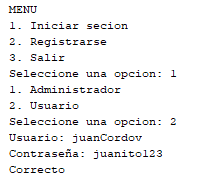 MENU
1. Iniciar secion
2. Registrarse
3. Salir
Seleccione una opcion: 1
1. Administrador
2. Usuario
Seleccione una opcion: 2
Usuario: juanCordov
Contraseña: juanito123
Correcto